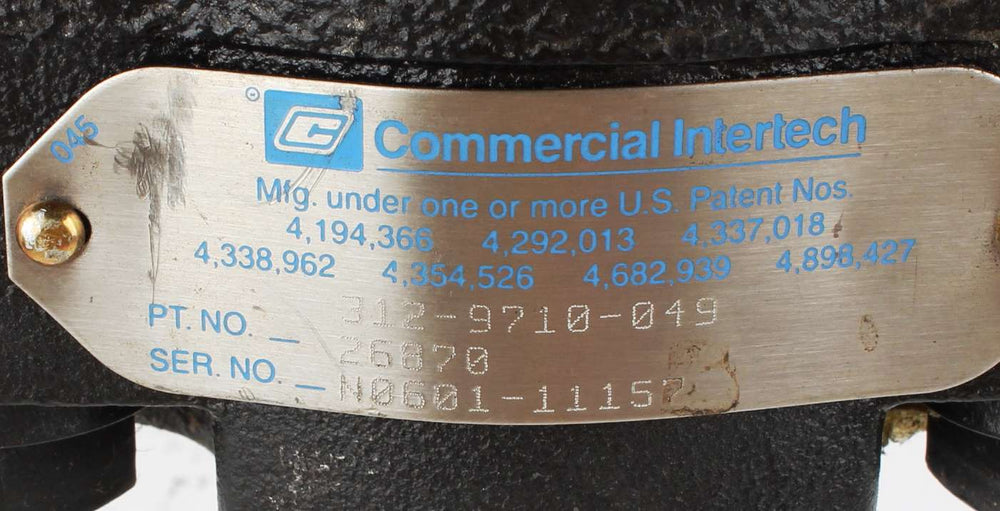 045
C Commercial Intertech
Mfg. under one or more U.S. Patent Nos.
4,194,366 4,292,013 4,337,018
4,338,962 4,354,526 4,682,939 4,898,427
312-9710-049
PT. NO. _ 26870
SER. NO. _ N0601-11157